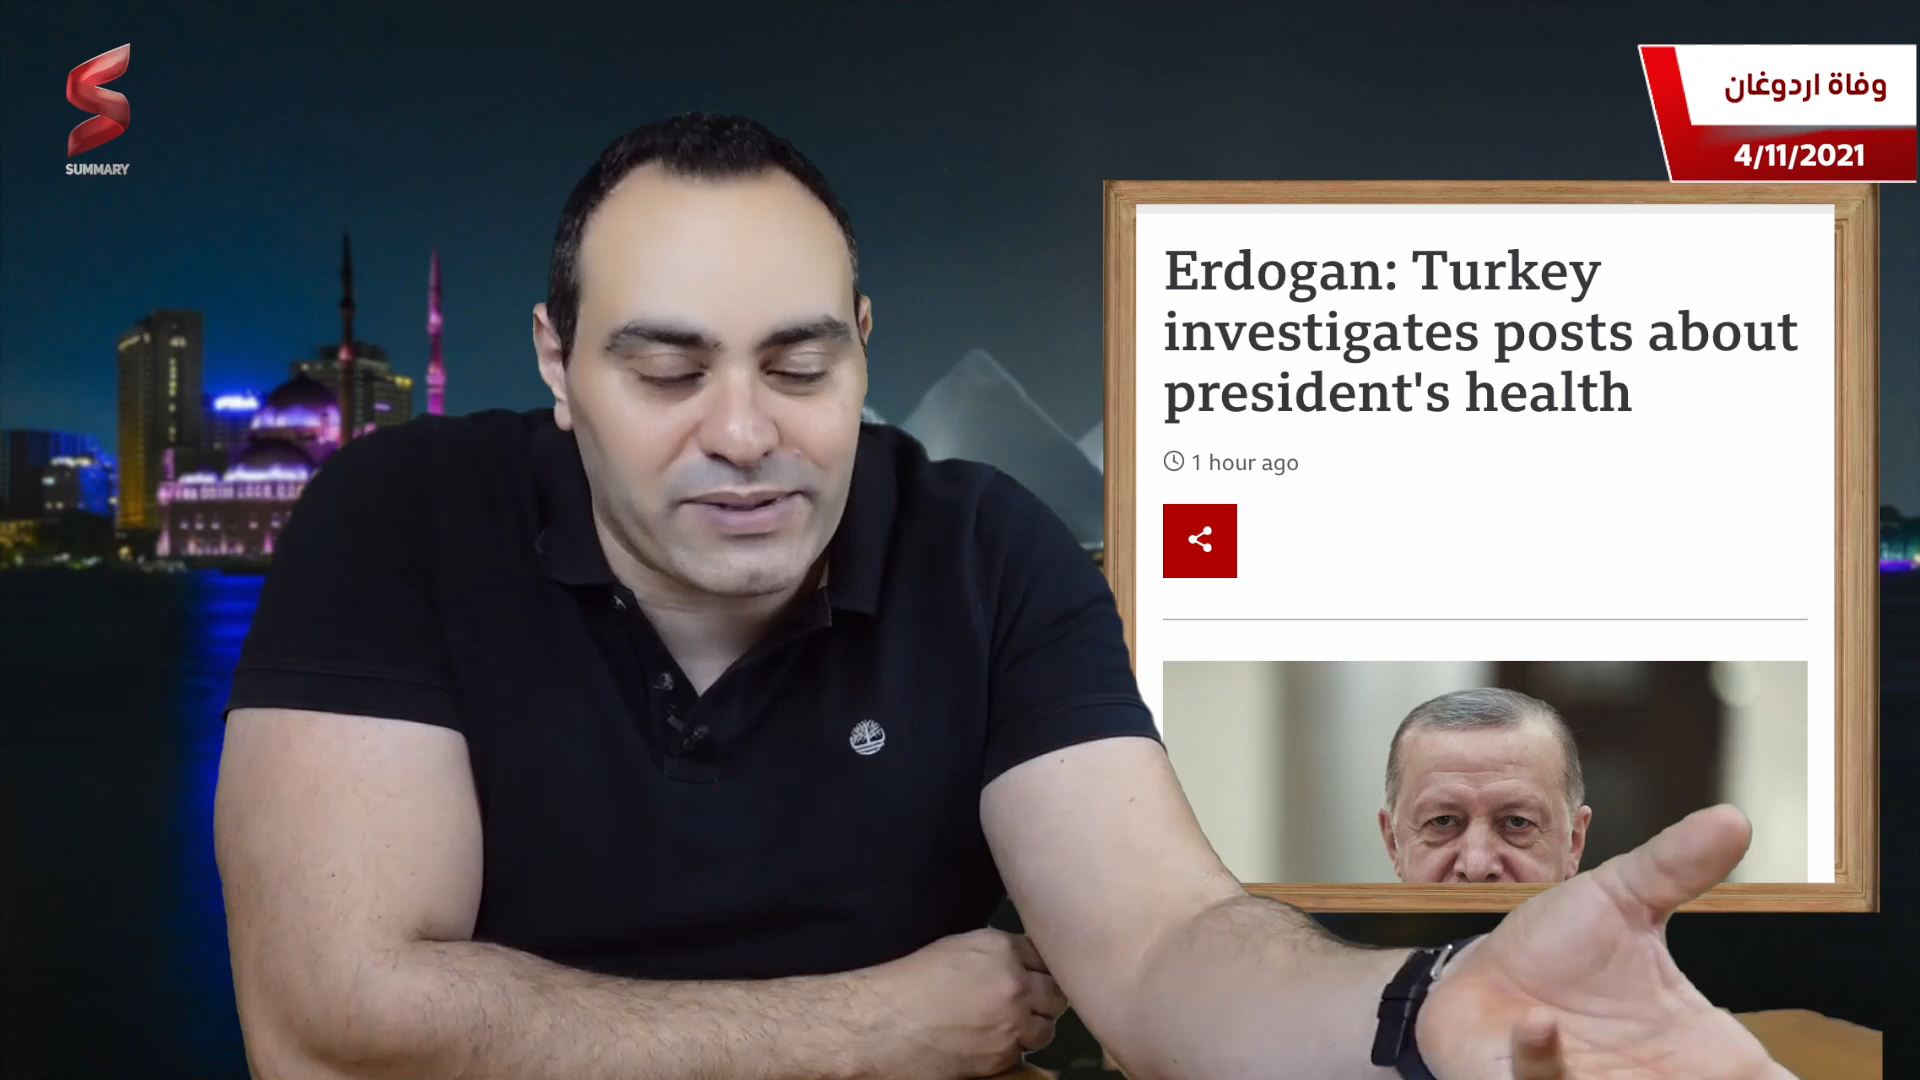 SUMMARY
وفاة اردوغان
4/11/2021
Erdogan: Turkey
investigates posts about
president's health
1 hour ago